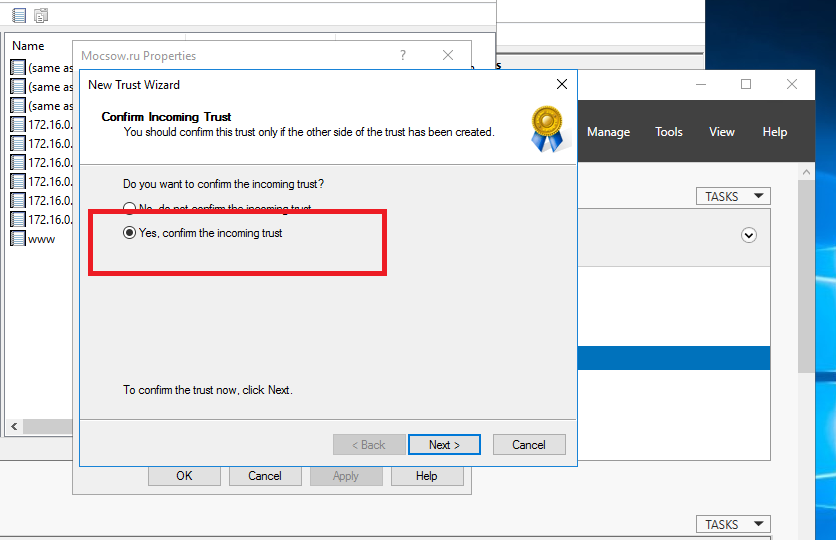 Name
(same as
(same as
(same as
172.16.0.
172.16.0.
172.16.0.
172.16.0.
172.16.0.
172.16.0.
www
Mocsow.ru Properties
?
New Trust Wizard
Confirm Incoming Trust
You should confirm this trust only if the other side of the trust has been created.
Do you want to confirm the incoming trust?
No, do not confirm the incoming trust
Yes, confirm the incoming trust
To confirm the trust now, click Next.
< Back
Next >
Cancel
OK
Cancel
Apply
Help
s
Manage
Tools
View
Help
TASKS
TASKS